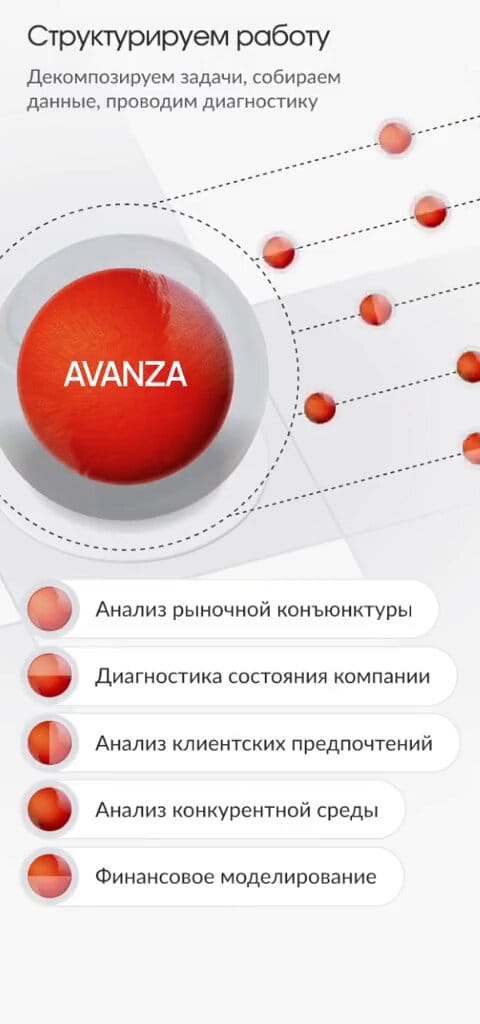 Структурируем работу
Декомпозируем задачи, собираем
данные, проводим диагностику
AVANZA
Анализ рыночной конъюнктуры
Диагностика состояния компании
Анализ клиентских предпочтений
Анализ конкурентной среды
Финансовое моделирование